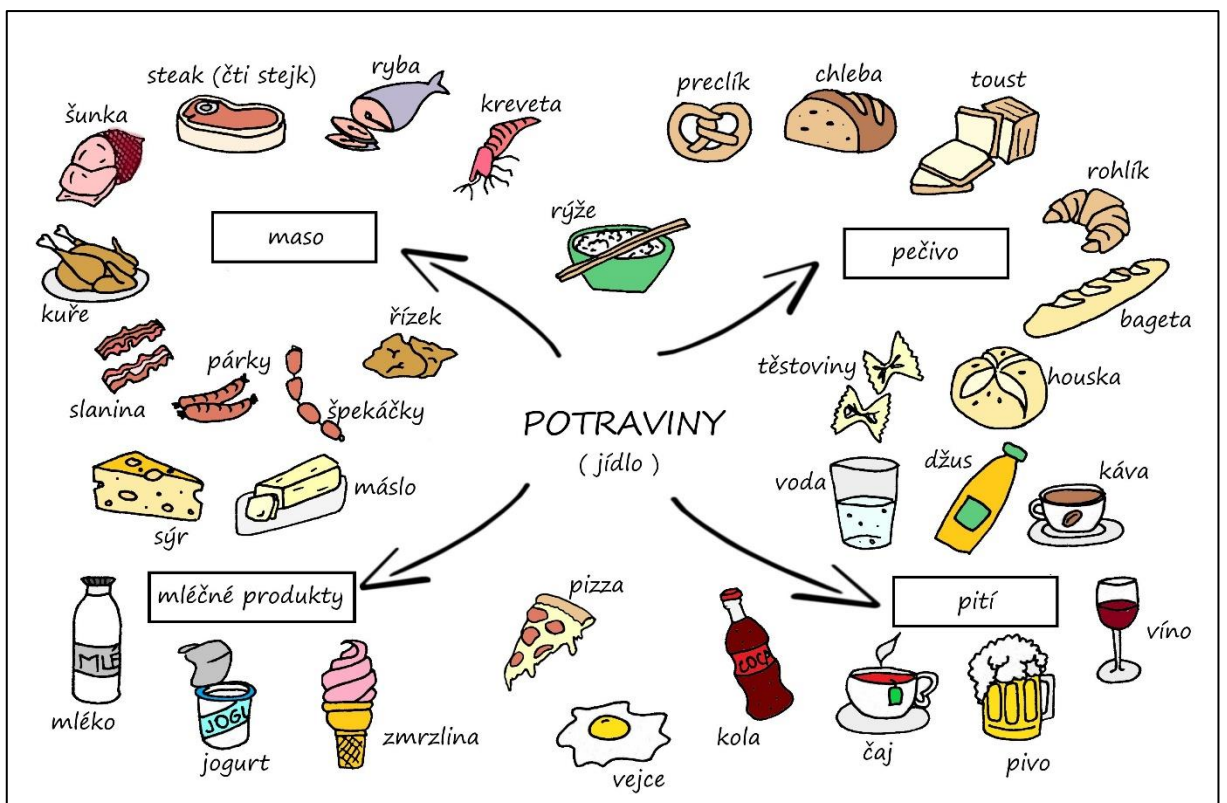 steak (čti stejk)
ryba
šunka
kreveta
maso
kuře
řízek
párky
slanina
špekáčky
rýže
preclík
chleba
toust
rohlík
pečivo
bageta
těstoviny
houska
POTRAVINY
( jídlo )
sýr
máslo
mléčné produkty
MLÉ
mléko
JOGU
jogurt
zmrzlina
pizza
vejce
voda
džus
káva
pití
víno
COCA
kola
čaj
pivo